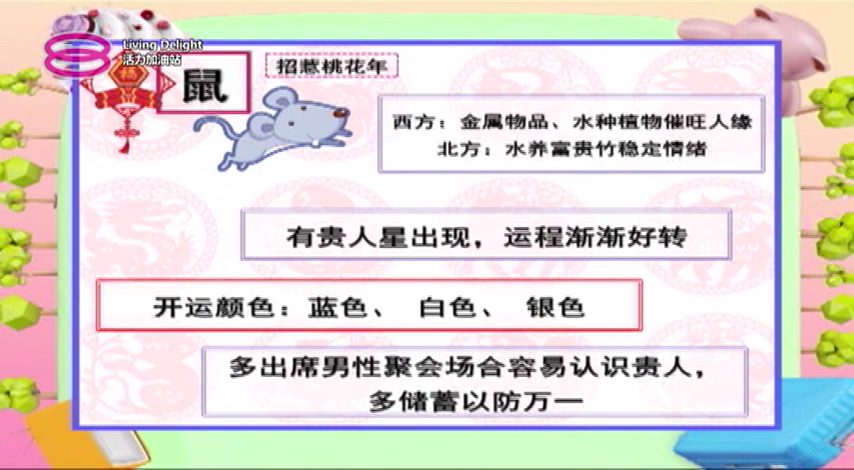 Living Delight
活力加油站
福
鼠
招惹桃花年
西方：金属物品、水种植物催旺人缘
北方：水养富贵竹稳定情绪
有贵人星出现，运程渐渐好转
开运颜色：蓝色、 白色、 银色
多出席男性聚会场合容易认识贵人，
多储蓄以防万一